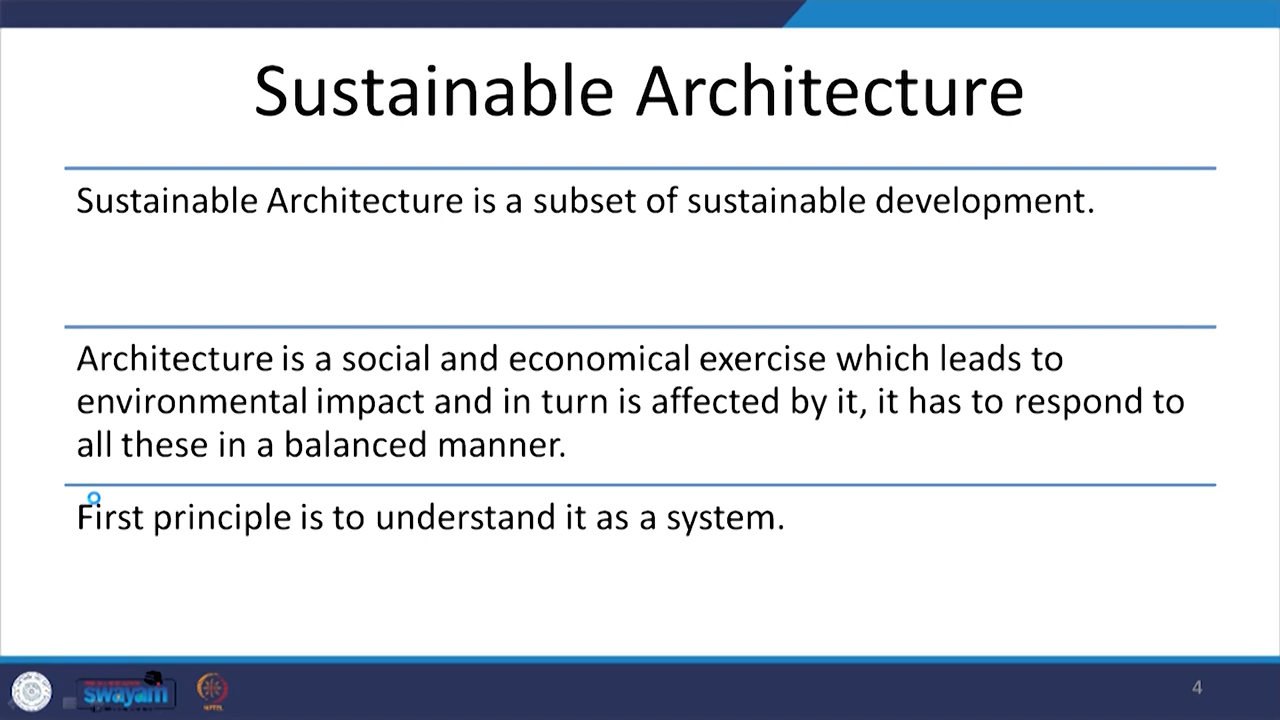 Sustainable Architecture
Sustainable Architecture is a subset of sustainable development.
Architecture is a social and economical exercise which leads to
environmental impact and in turn is affected by it, it has to respond to
all these in a balanced manner.
First principle is to understand it as a system.
swayam
4